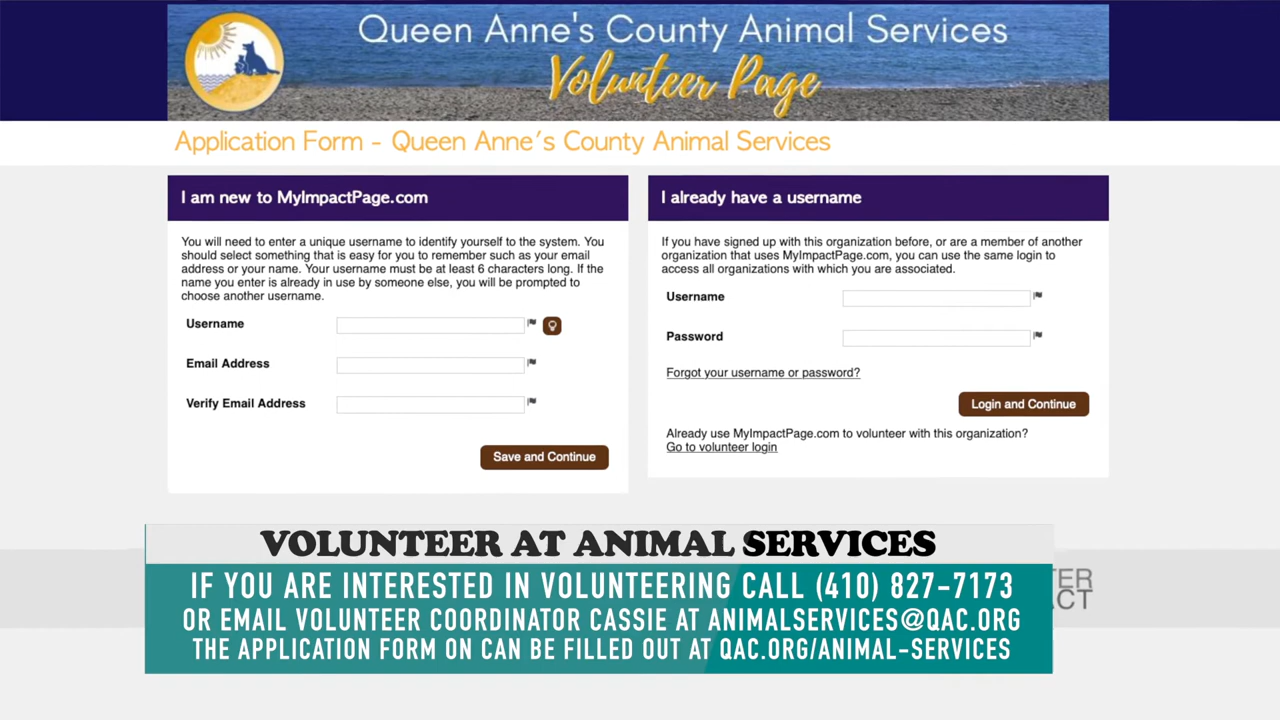 Queen Anne's County Animal Services
Volunteer Page
Application Form - Queen Anne's County Animal Services
I am new to MyImpactPage.com
You will need to enter a unique username to identify yourself to the system. You
should select something that is easy for you to remember such as your email
address or your name. Your username must be at least 6 characters long. If the
name you enter is already in use by someone else, you will be prompted to
choose another username.
Username
Email Address
Verify Email Address
Save and Continue
I already have a username
If you have signed up with this organization before, or are a member of another
organization that uses MyImpactPage.com, you can use the same login to
access all organizations with which you are associated.
Username
Password
Forgot your username or password?
Login and Continue
Already use MyImpactPage.com to volunteer with this organization?
Go to volunteer login
VOLUNTEER AT ANIMAL SERVICES
IF YOU ARE INTERESTED IN VOLUNTEERING CALL (410) 827-7173
OR EMAIL VOLUNTEER COORDINATOR CASSIE AT ANIMALSERVICES@QAC.ORG
THE APPLICATION FORM ON CAN BE FILLED OUT AT QAC.ORG/ANIMAL-SERVICES